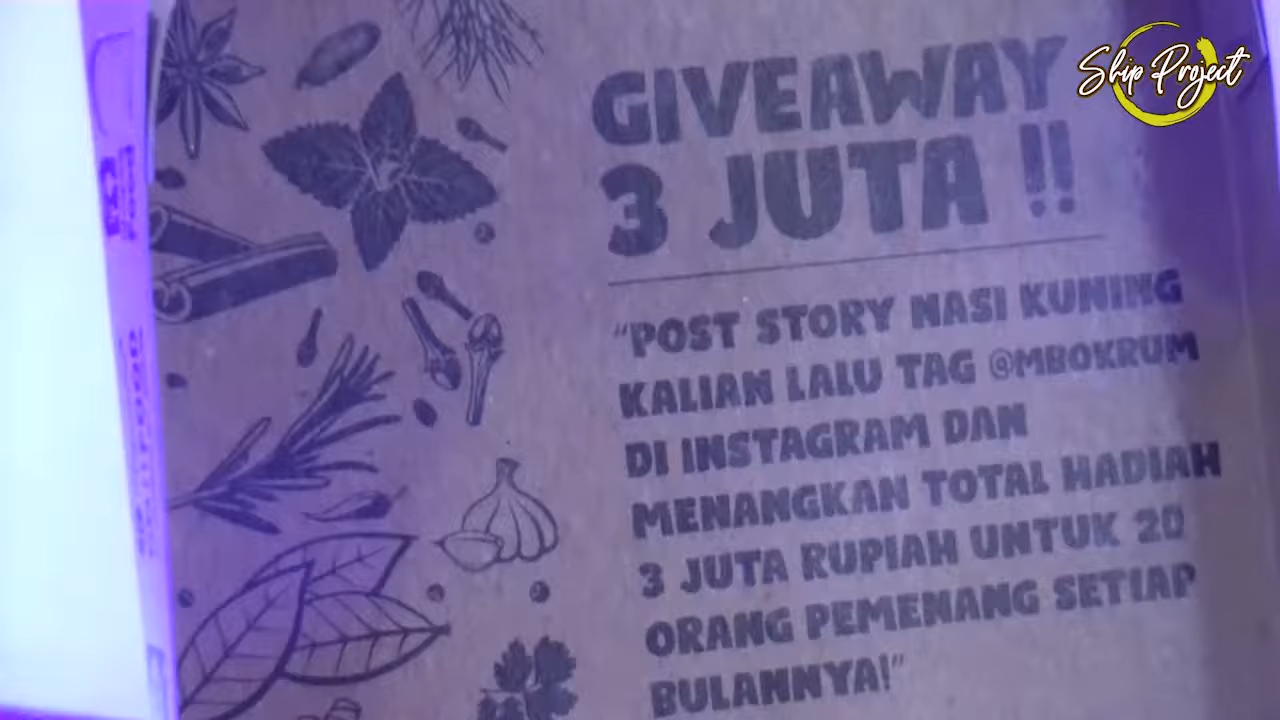 Ship Project
GIVEAWAY
3 JUTA !!
"POST STORY NASI KUNING
KALIAN LALU TAG @MBOKRUM
DI INSTAGRAM DAN
MENANGKAN TOTAL HADIAH
3 JUTA RUPIAH UNTUK 20
ORANG PEMENANG SETIAP
BULANNYA!"